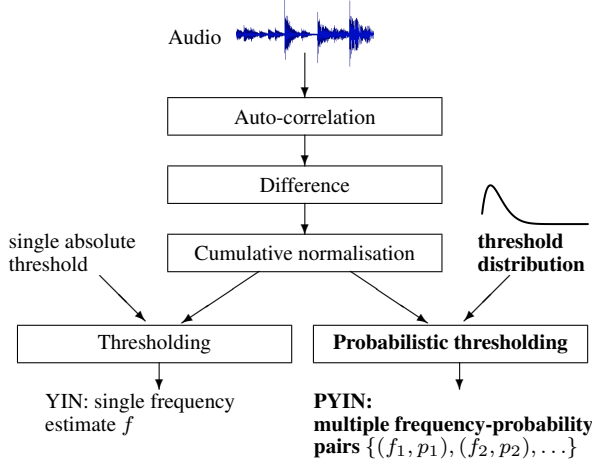 Audio
Auto-correlation
Difference
single absolute
threshold
Cumulative normalisation
threshold
distribution
Thresholding
Probabilistic thresholding
YIN: single frequency
estimate f
PYIN:
multiple frequency-probability
pairs {(f₁, p₁), (f₂, p₂), . . .}